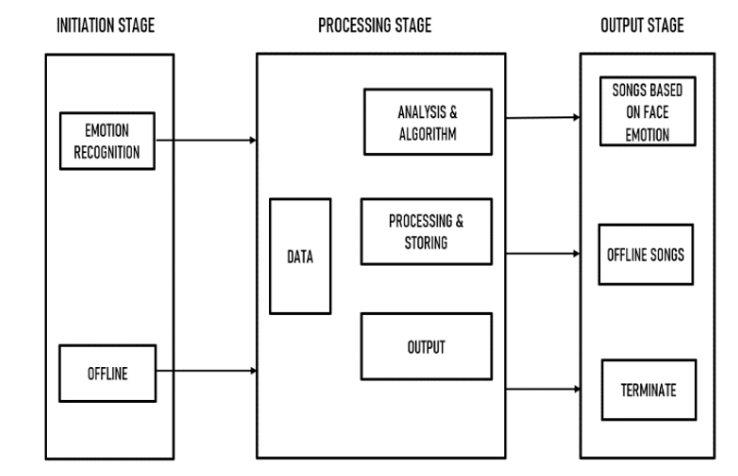 INITIATION STAGE
PROCESSING STAGE
OUTPUT STAGE
EMOTION
RECOGNITION
OFFLINE
DATA
ANALYSIS &
ALGORITHM
PROCESSING &
STORING
OUTPUT
SONGS BASED
ON FACE
EMOTION
OFFLINE SONGS
TERMINATE